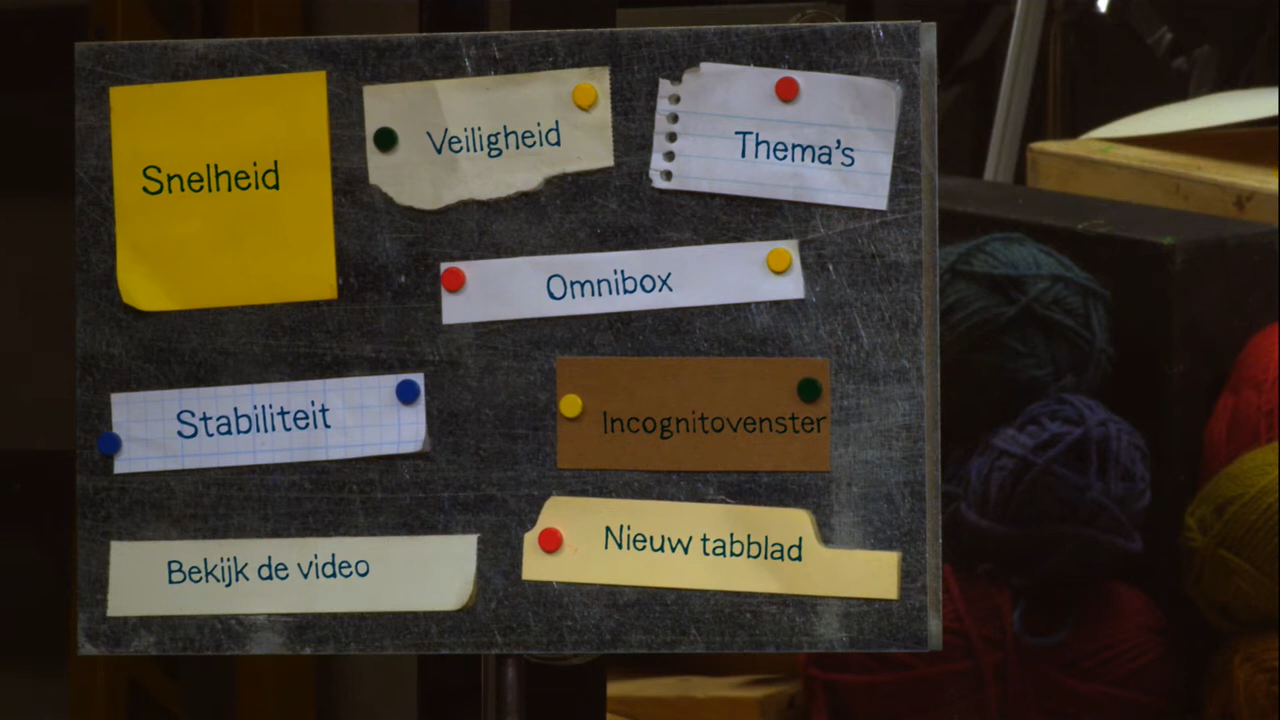 Snelheid
Veiligheid
Thema's
Omnibox
Stabiliteit
Incognitovenster
Bekijk de video
Nieuw tabblad